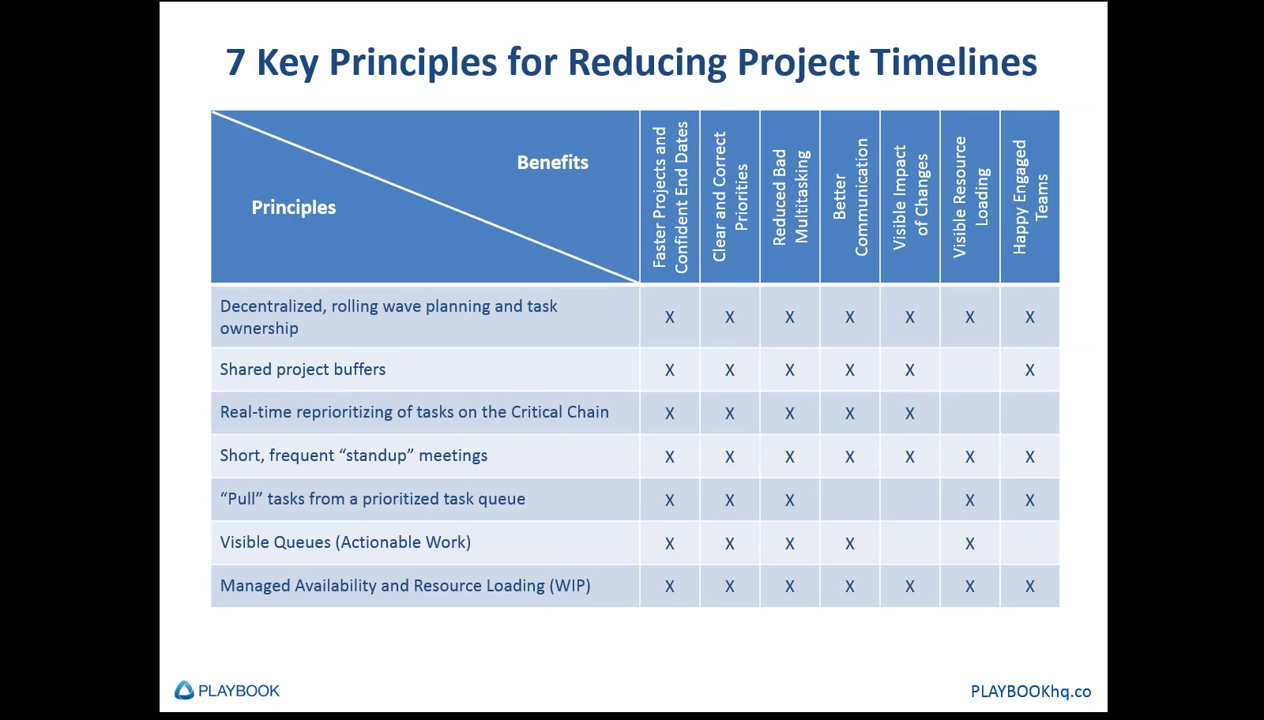 7 Key Principles for Reducing Project Timelines
Benefits
Principles
Faster Projects and
Confident End Dates
Clear and Correct
Priorities
Reduced Bad
Multitasking
Better
Communication
Visible Impact
of Changes
Visible Resource
Loading
Happy Engaged
Teams
Decentralized, rolling wave planning and task
ownership
X X X X X X X
Shared project buffers X X X X X X
Real-time reprioritizing of tasks on the Critical Chain X X X X X
Short, frequent “standup” meetings X X X X X X X
“Pull” tasks from a prioritized task queue X X X X X
Visible Queues (Actionable Work) X X X X X
Managed Availability and Resource Loading (WIP) X X X X X X X
PLAYBOOK
PLAYBOOKhq.co